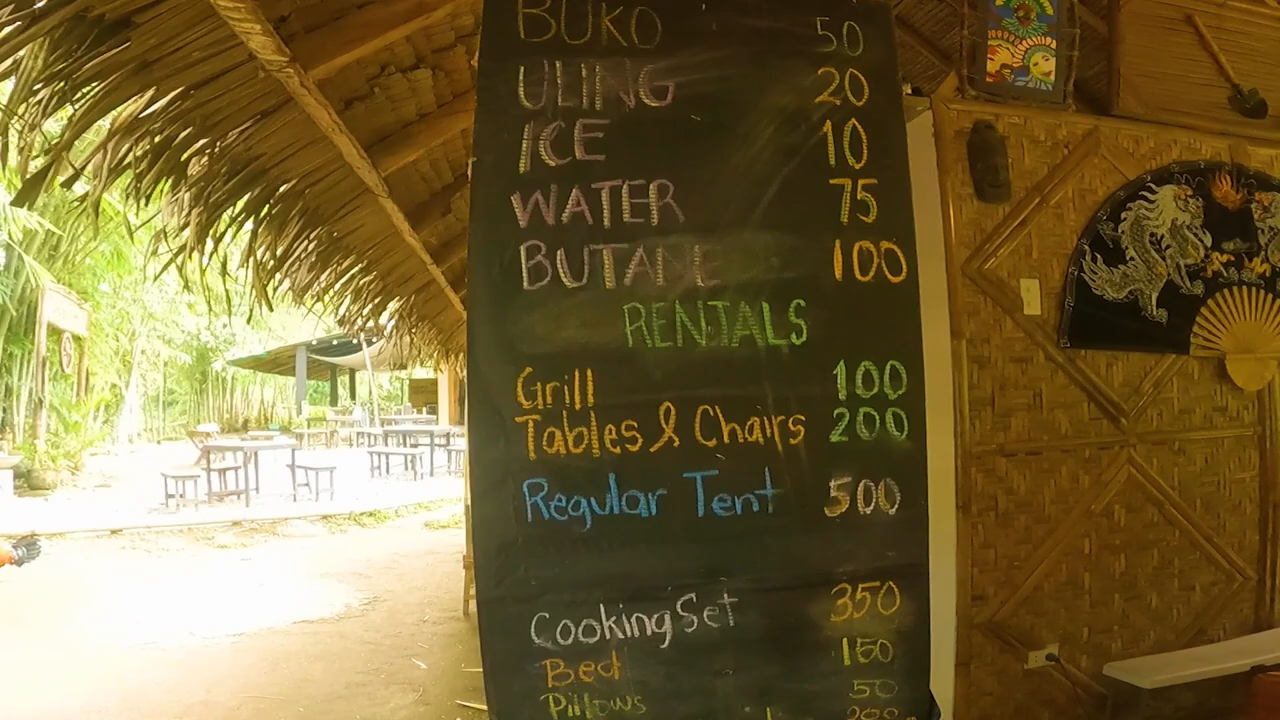 BUKO 50
ULING 20
ICE 10
WATER 75
BUTANE 100
RENTALS
Grill 100
Tables & Chairs 200
Regular Tent 500
Cooking Set 350
Bed 150
Pillows 50